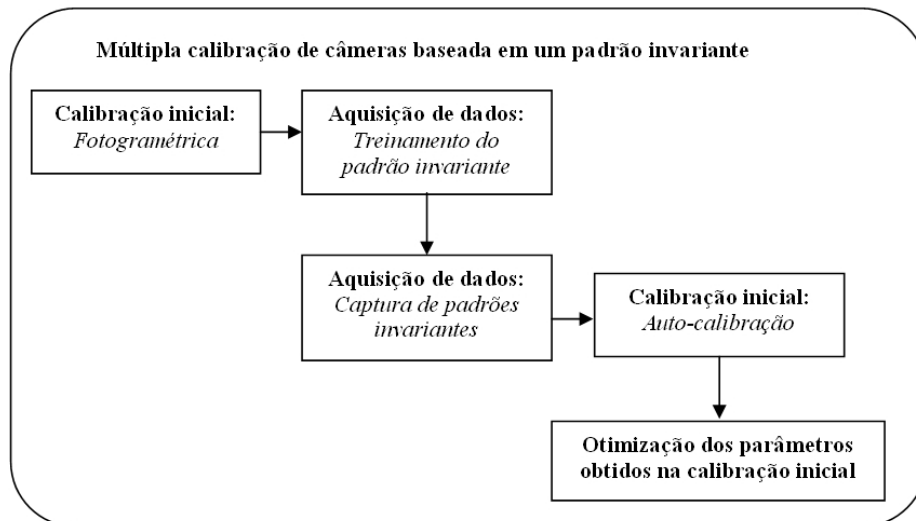 Múltipla calibração de câmeras baseada em um padrão invariante
Calibração inicial:
Fotogramétrica
Aquisição de dados:
Treinamento do
padrão invariante
Aquisição de dados:
Captura de padrões
invariantes
Calibração inicial:
Auto-calibração
Otimização dos parâmetros
obtidos na calibração inicial